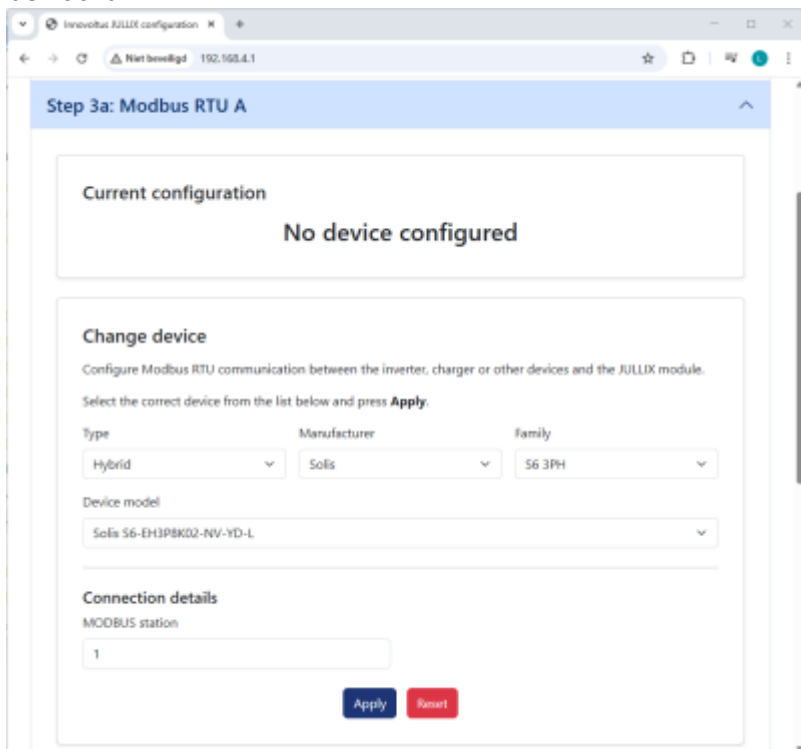 Innovoltus JULLIX configuration
Niet beveiligd 192.168.4.1
L
Step 3a: Modbus RTU A
Current configuration
No device configured
Change device
Configure Modbus RTU communication between the inverter, charger or other devices and the JULLIX module.
Select the correct device from the list below and press Apply.
Type Manufacturer Family
Hybrid Solis S6 3PH
Device model
Solis S6-EH3P8K02-NV-YD-L
Connection details
MODBUS station
1
Apply Reset